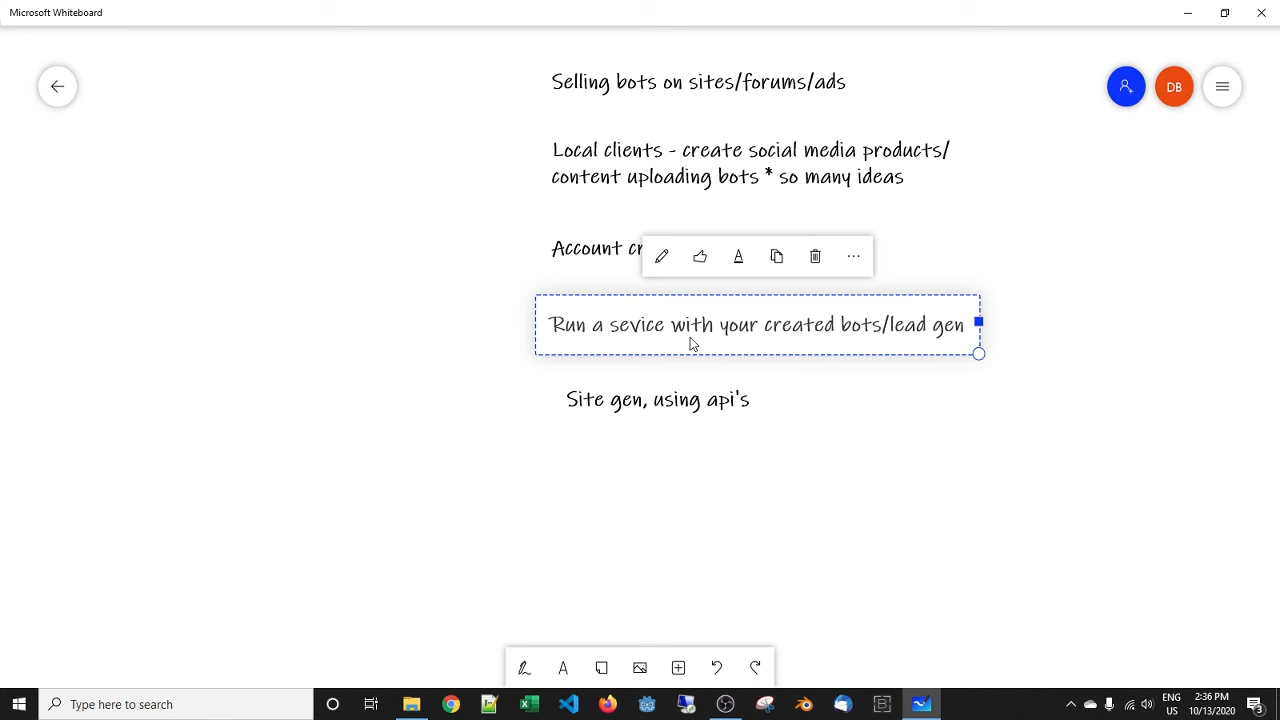 Microsoft Whiteboard
Selling bots on sites/forums/ads
DB
Local clients - create social media products/
content uploading bots * so many ideas
Account cr
Run a sevice with your created bots/lead gen
Site gen, using api's
Type here to search
ENG
US
2:36 PM
10/13/2020
3